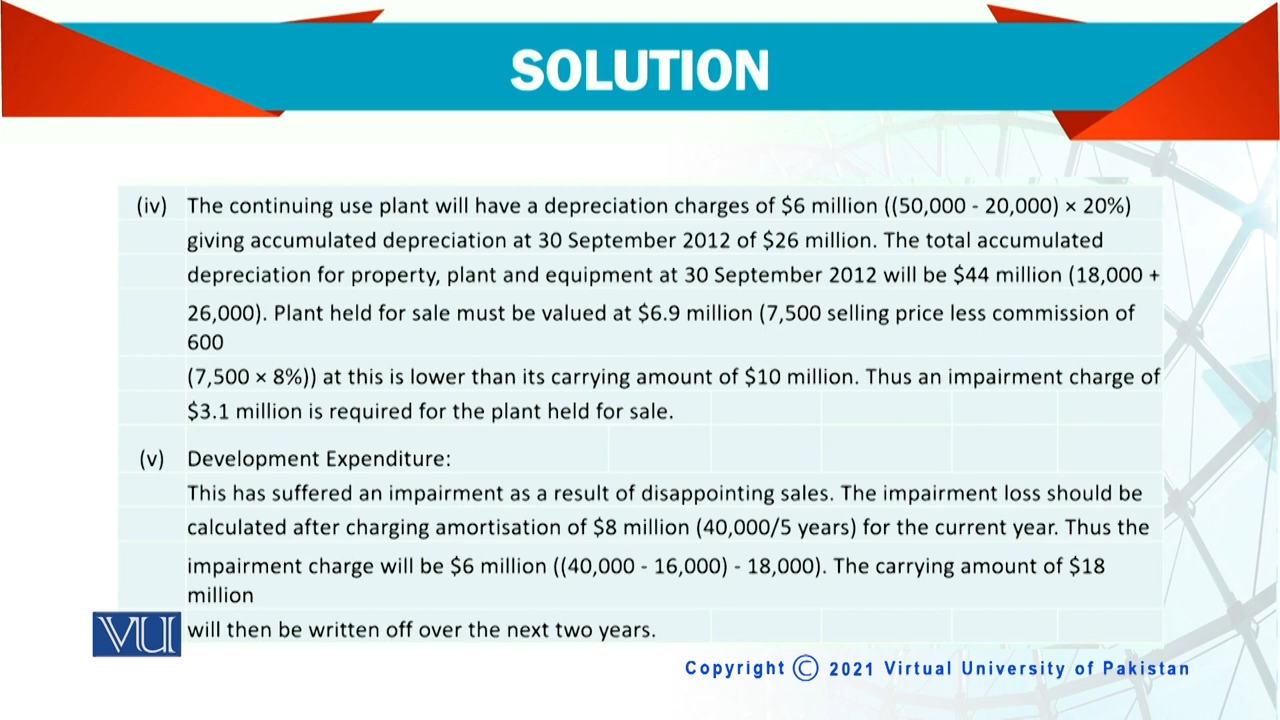 SOLUTION
(iv) The continuing use plant will have a depreciation charges of $6 million ((50,000 - 20,000) × 20%)
giving accumulated depreciation at 30 September 2012 of $26 million. The total accumulated
depreciation for property, plant and equipment at 30 September 2012 will be $44 million (18,000 +
26,000). Plant held for sale must be valued at $6.9 million (7,500 selling price less commission of
600
(7,500 × 8%)) at this is lower than its carrying amount of $10 million. Thus an impairment charge of
$3.1 million is required for the plant held for sale.
(v) Development Expenditure:
This has suffered an impairment as a result of disappointing sales. The impairment loss should be
calculated after charging amortisation of $8 million (40,000/5 years) for the current year. Thus the
impairment charge will be $6 million ((40,000 - 16,000) - 18,000). The carrying amount of $18
million
will then be written off over the next two years.
VU
Copyright © 2021 Virtual University of Pakistan